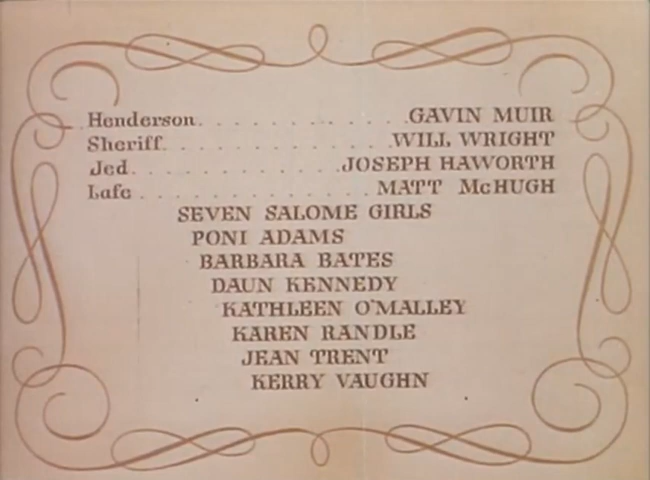 Henderson. . . . . . . . . . . . .GAVIN MUIR
Sheriff. . . . . . . . . . . . . .WILL WRIGHT
Jed. . . . . . . . . . . . .JOSEPH HAWORTH
Lafe . . . . . . . . . . . . . MATT McHUGH
SEVEN SALOME GIRLS
PONI ADAMS
BARBARA BATES
DAUN KENNEDY
KATHLEEN O'MALLEY
KAREN RANDLE
JEAN TRENT
KERRY VAUGHN